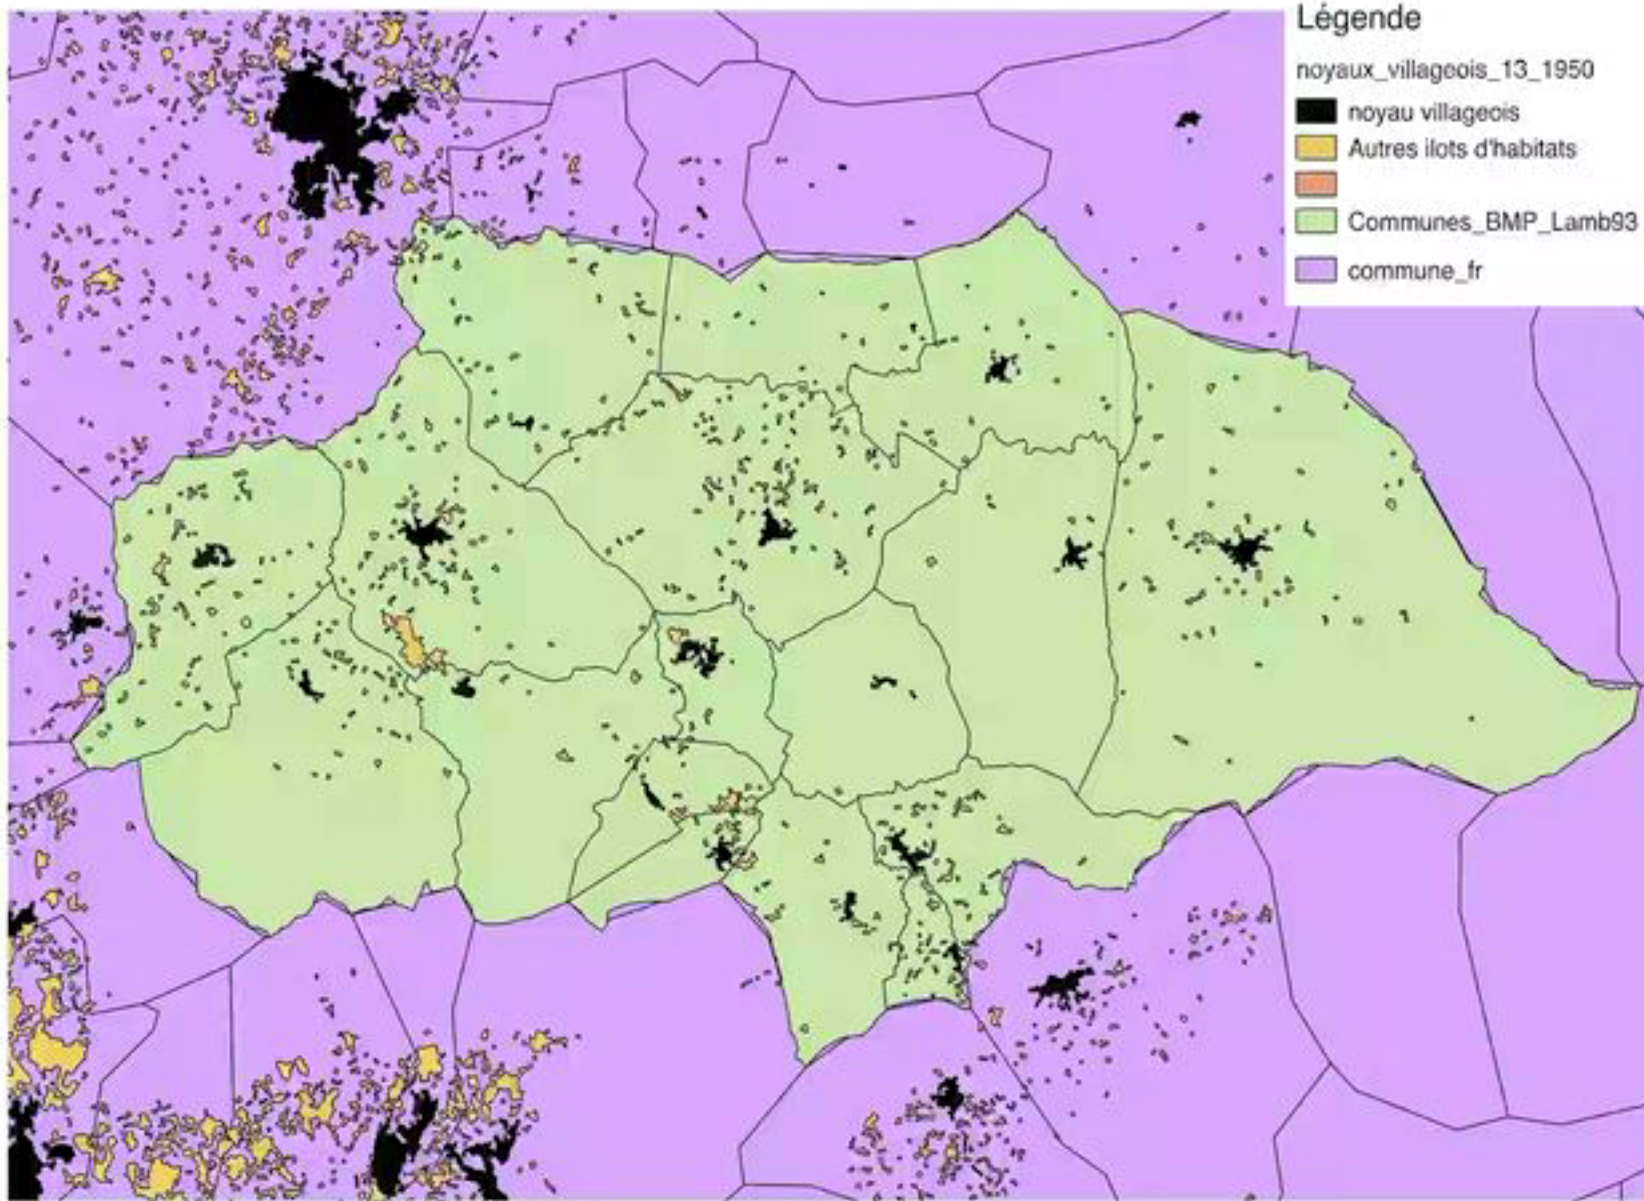 Légende
noyaux_villageois_13_1950
noyau villageois
Autres ilots d'habitats
Communes_BMP_Lamb93
commune_fr